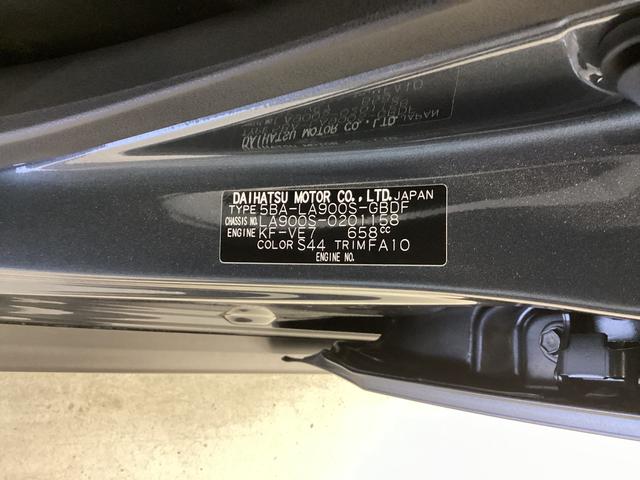 DAIHATSU MOTOR CO.,LTD. JAPAN
TYPE 5BA-LA900S-GBDF
CHASSIS NO. LA900S-0201158
ENGINE KF-VE7 658cc
COLOR S44 TRIM FA10
ENGINE NO.